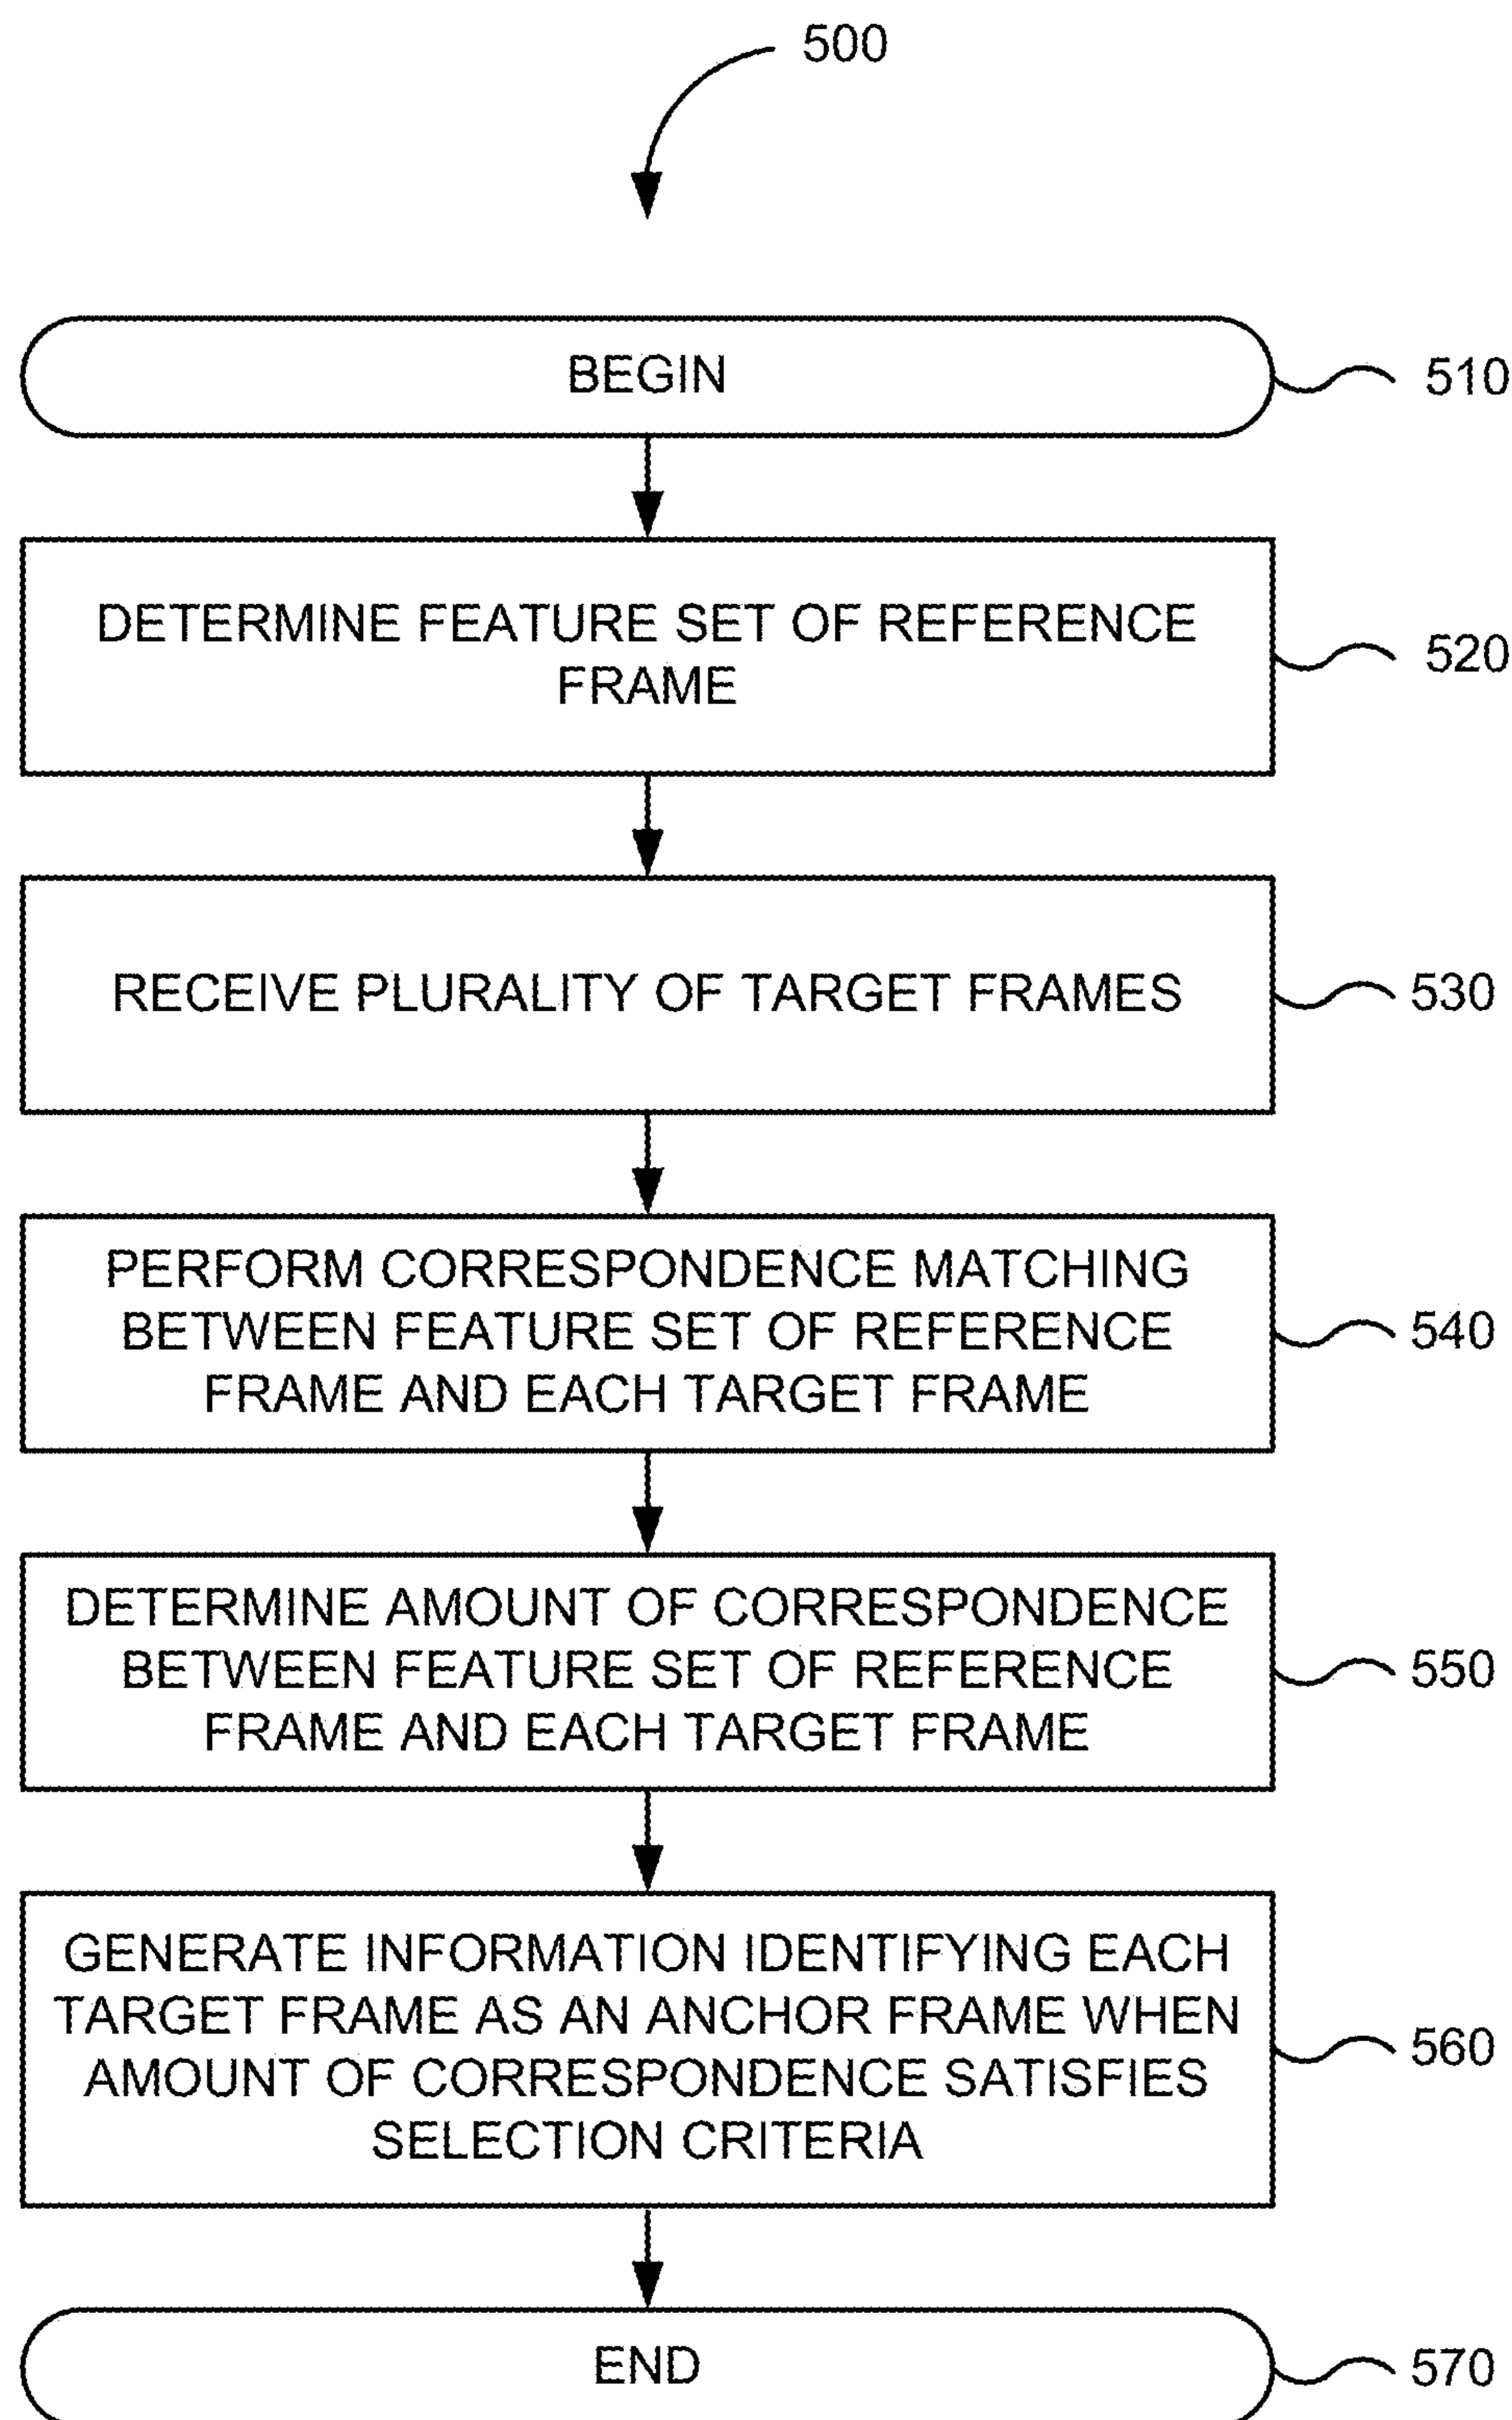 500
BEGIN
510
DETERMINE FEATURE SET OF REFERENCE
FRAME
520
RECEIVE PLURALITY OF TARGET FRAMES
530
PERFORM CORRESPONDENCE MATCHING
BETWEEN FEATURE SET OF REFERENCE
FRAME AND EACH TARGET FRAME
540
DETERMINE AMOUNT OF CORRESPONDENCE
BETWEEN FEATURE SET OF REFERENCE
FRAME AND EACH TARGET FRAME
550
GENERATE INFORMATION IDENTIFYING EACH
TARGET FRAME AS AN ANCHOR FRAME WHEN
AMOUNT OF CORRESPONDENCE SATISFIES
SELECTION CRITERIA
560
END
570